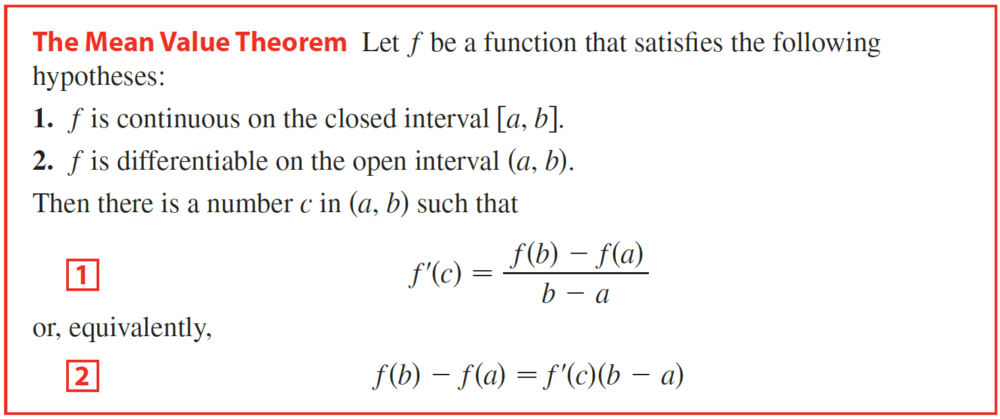 The Mean Value Theorem Let f be a function that satisfies the following
hypotheses:
1. f is continuous on the closed interval [a, b].
2. f is differentiable on the open interval (a, b).
Then there is a number c in (a, b) such that
1 f′(c) = (f(b) − f(a)) / (b − a)
or, equivalently,
2 f(b) − f(a) = f′(c)(b − a)